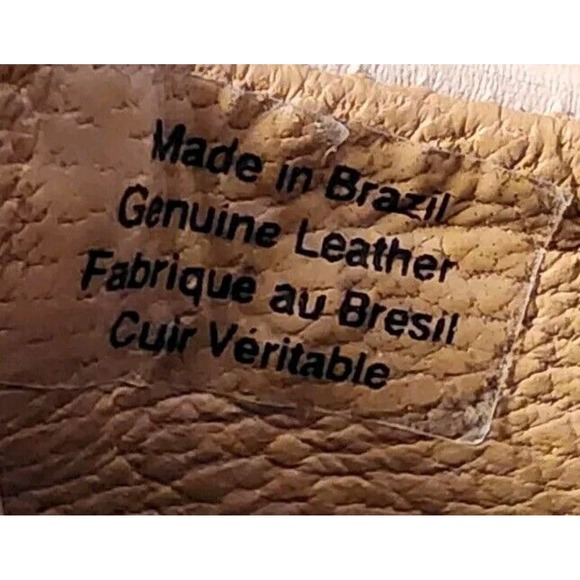 Made in Brazil
Genuine Leather
Fabrique au Bresil
Cuir Véritable